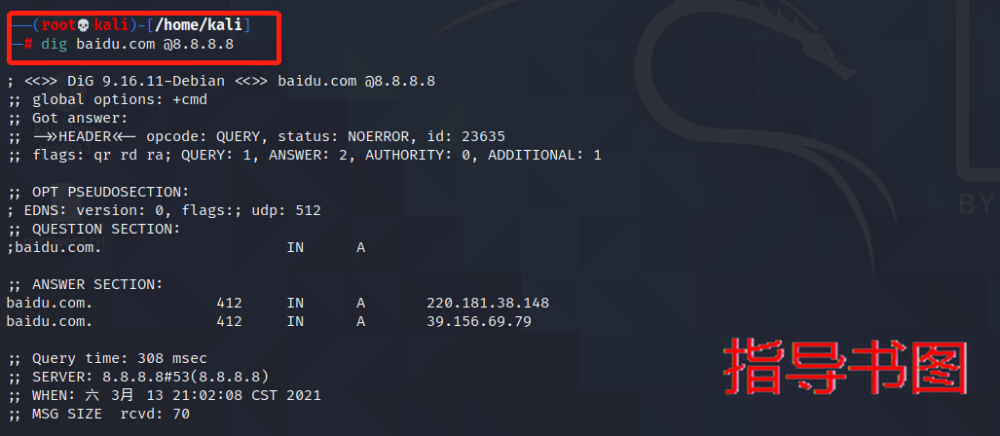 ──(root💀kali)-[/home/kali]
─# dig baidu.com @8.8.8.8
; <<>> DiG 9.16.11-Debian <<>> baidu.com @8.8.8.8
;; global options: +cmd
;; Got answer:
;; ->>HEADER<<- opcode: QUERY, status: NOERROR, id: 23635
;; flags: qr rd ra; QUERY: 1, ANSWER: 2, AUTHORITY: 0, ADDITIONAL: 1
;; OPT PSEUDOSECTION:
; EDNS: version: 0, flags:; udp: 512
;; QUESTION SECTION:
;baidu.com. IN A
;; ANSWER SECTION:
baidu.com. 412 IN A 220.181.38.148
baidu.com. 412 IN A 39.156.69.79
;; Query time: 308 msec
;; SERVER: 8.8.8.8#53(8.8.8.8)
;; WHEN: 六 3月 13 21:02:08 CST 2021
;; MSG SIZE rcvd: 70
BY
指导书图